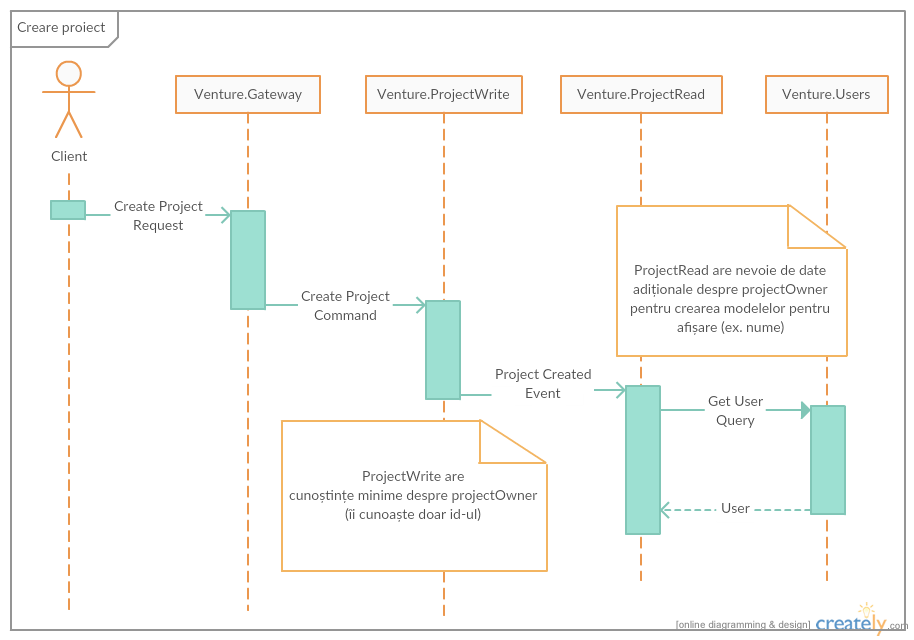 Creare proiect
Venture.Gateway
Venture.ProjectWrite
Venture.ProjectRead
Venture.Users
Client
Create Project
Request
ProjectRead are nevoie de date
adiționale despre projectOwner
pentru crearea modelelor pentru
afișare (ex. nume)
Create Project
Command
Project Created
Event
Get User
Query
ProjectWrite are
cunoștințe minime despre projectOwner
(îi cunoaște doar id-ul)
User
[online diagramming & design] creately.com